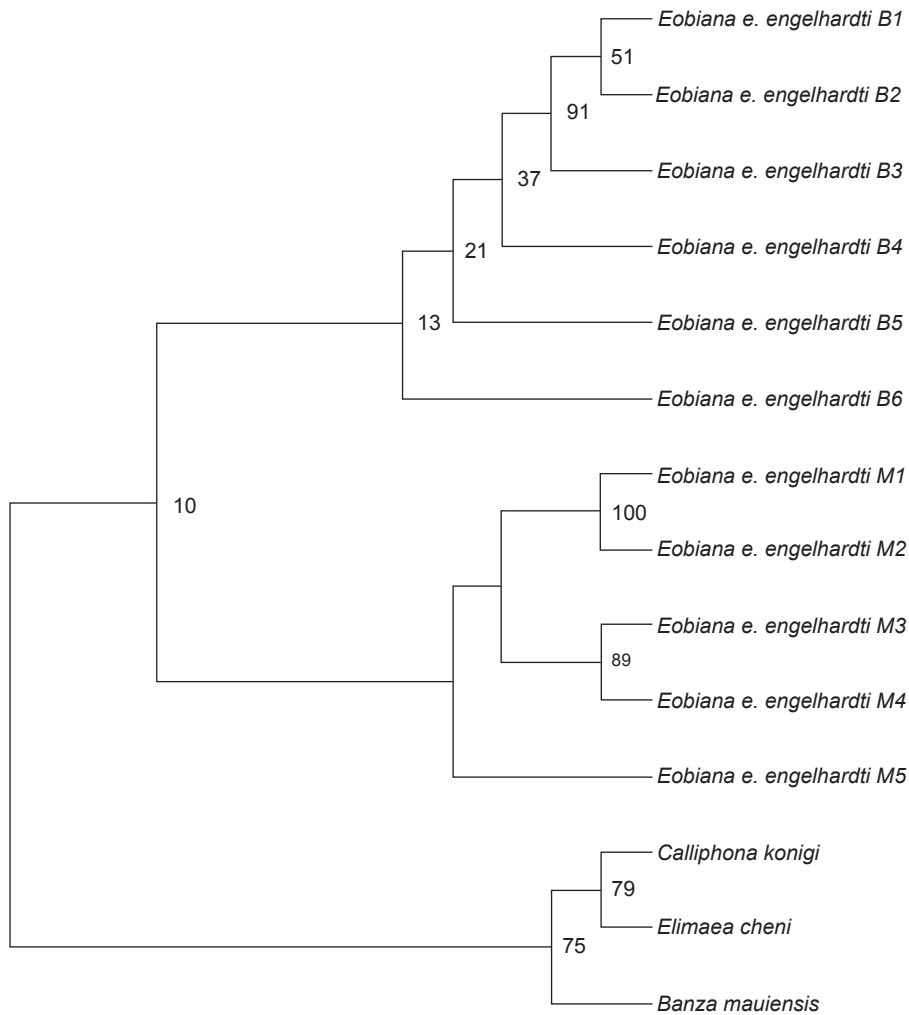 Eobiana e. engelhardti B1
51
Eobiana e. engelhardti B2
91
Eobiana e. engelhardti B3
37
Eobiana e. engelhardti B4
21
Eobiana e. engelhardti B5
13
Eobiana e. engelhardti B6
Eobiana e. engelhardti M1
10
100
Eobiana e. engelhardti M2
Eobiana e. engelhardti M3
89
Eobiana e. engelhardti M4
Eobiana e. engelhardti M5
Calliphona konigi
79
Elimaea cheni
75
Banza mauiensis